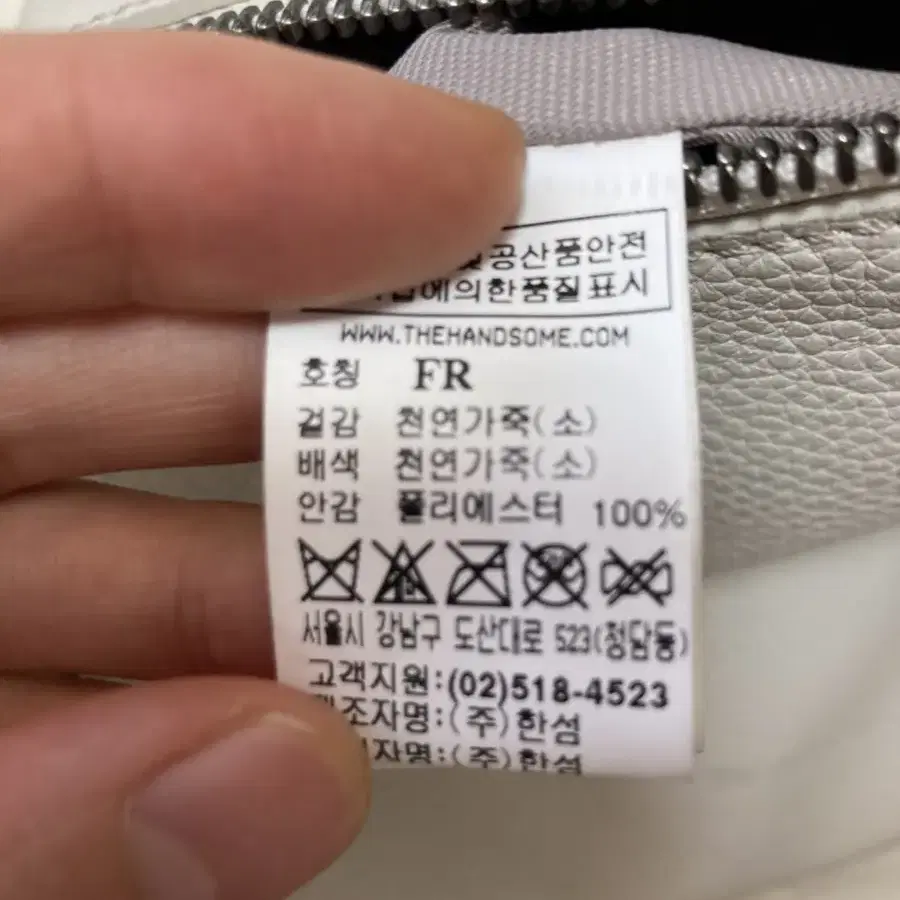 공산품안전
에의한품질표시
WWW.THEHANDSOME.COM
호칭 FR
겉감 천연가죽(소)
배색 천연가죽(소)
안감 폴리에스터 100%
서울시 강남구 도산대로 523(청담동)
고객지원:(02)518-4523
조자명:(주)한섬
자명:(주)한섬